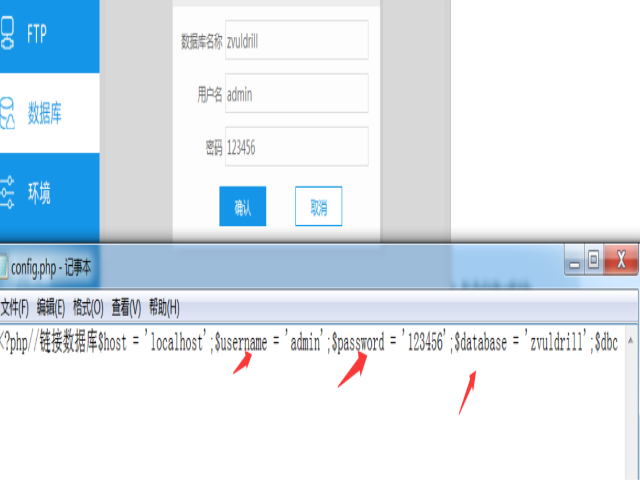 FTP
数据库
环境
数据库名称 zvuldrill
用户名 admin
密码 123456
确认 取消
config.php - 记事本
文件(F) 编辑(E) 格式(O) 查看(V) 帮助(H)
<?php//链接数据库$host = 'localhost';$username = 'admin';$password = '123456';$database = 'zvuldrill';$dbc